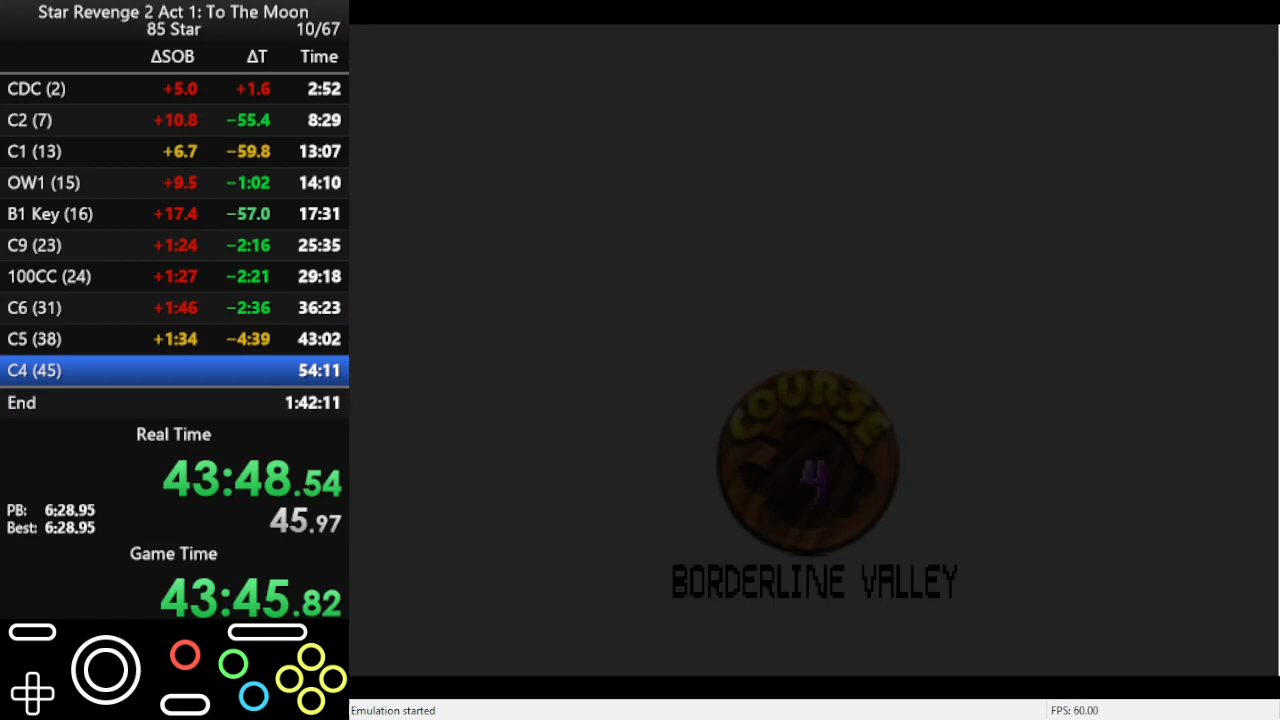 Star Revenge 2 Act 1: To The Moon
85 Star 10/67
ΔSOB ΔT Time
CDC (2) +5.0 +1.6 2:52
C2 (7) +10.8 −55.4 8:29
C1 (13) +6.7 −59.8 13:07
OW1 (15) +9.5 −1:02 14:10
B1 Key (16) +17.4 −57.0 17:31
C9 (23) +1:24 −2:16 25:35
100CC (24) +1:27 −2:21 29:18
C6 (31) +1:46 −2:36 36:23
C5 (38) +1:34 −4:39 43:02
C4 (45) 54:11
End 1:42:11
Real Time
43:48.54
PB: 6:28.95
Best: 6:28.95
45.97
Game Time
43:45.82
COURSE
4
BORDERLINE VALLEY
Emulation started
FPS: 60.00